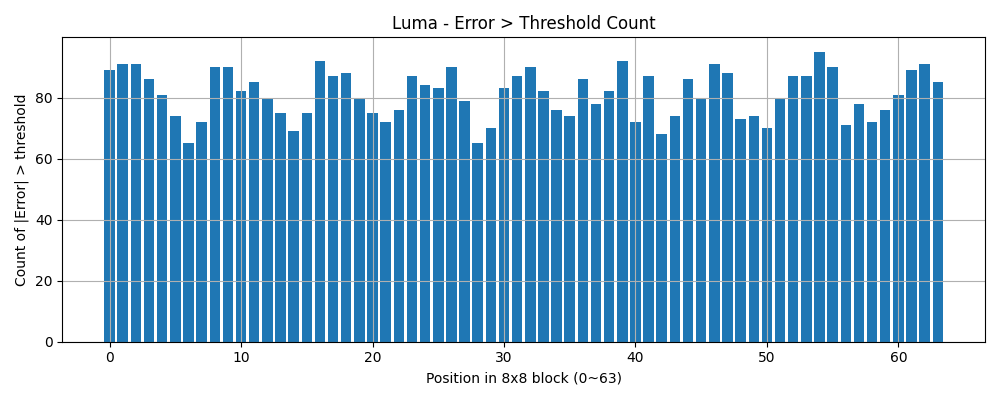 Luma - Error > Threshold Count
Count of |Error| > threshold
80
60
40
20
0
0 10 20 30 40 50 60
Position in 8x8 block (0~63)